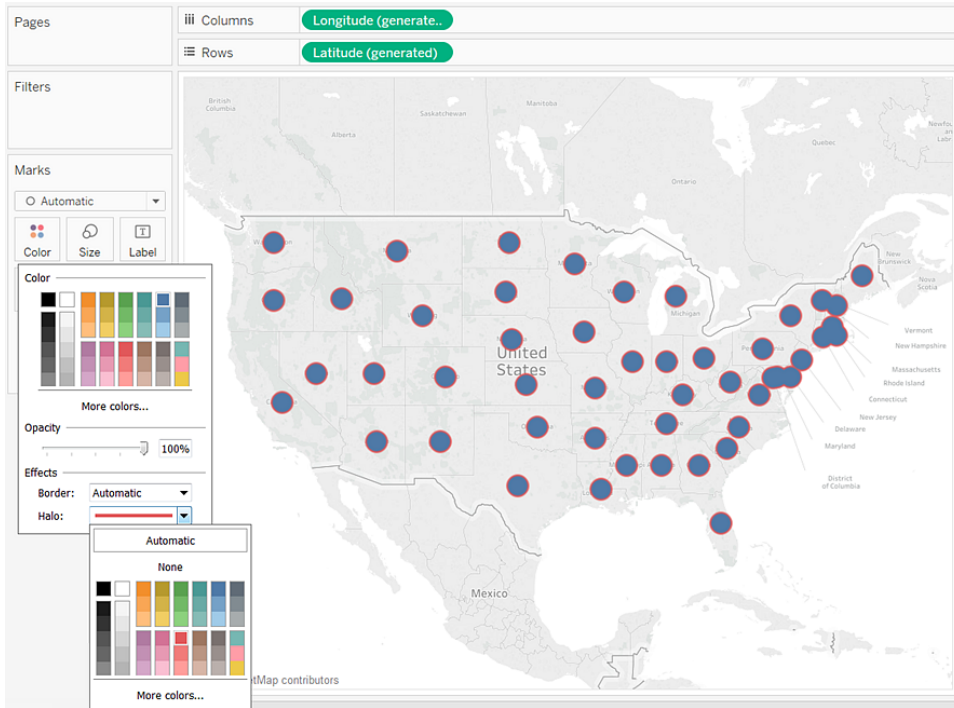 Pages
Columns
Longitude (generate..
Rows
Latitude (generated)
Filters
Marks
Automatic
Color
Size
Label
Color
More colors...
Opacity
100%
Effects
Border:
Automatic
Halo:
Automatic
None
More colors...
British
Columbia
Alberta
Saskatchewan
Manitoba
Ontario
Quebec
New
Brunswick
Nova
Scotia
Michigan
United
States
Vermont
New Hampshire
Massachusetts
Rhode Island
Connecticut
New Jersey
Delaware
Maryland
District
of Columbia
Mexico
contributors